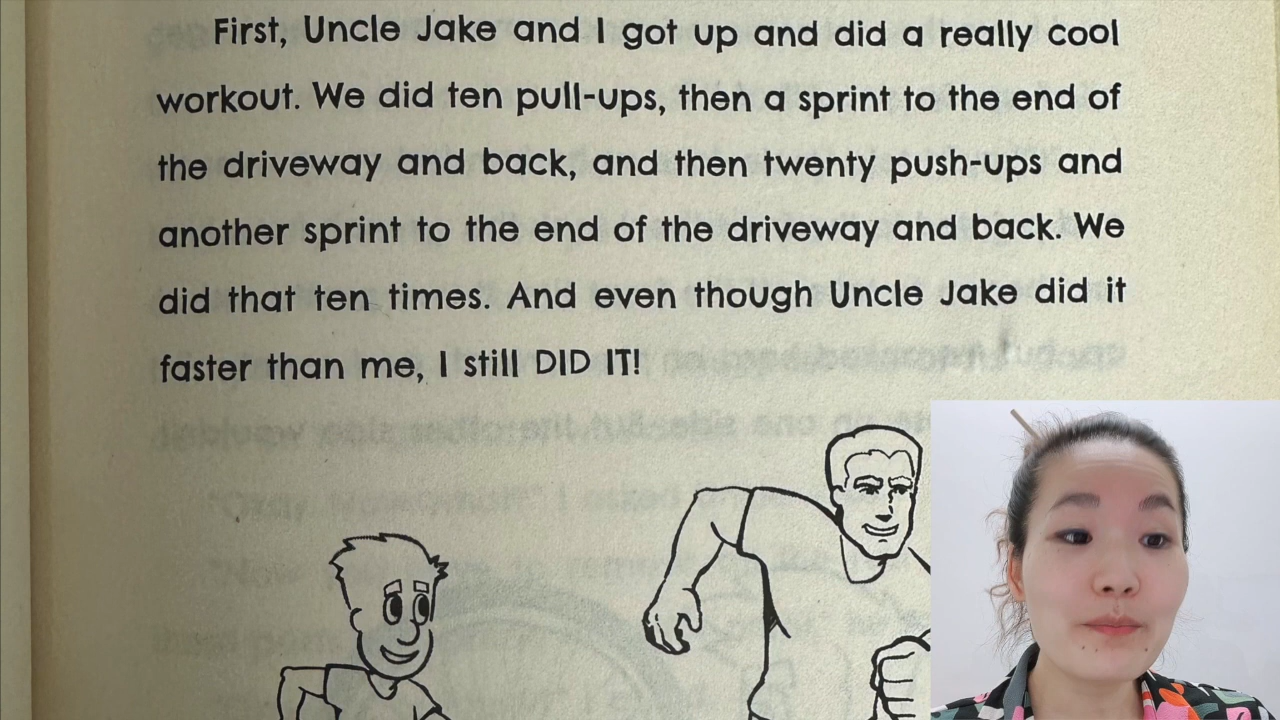 First, Uncle Jake and I got up and did a really cool
workout. We did ten pull-ups, then a sprint to the end of
the driveway and back, and then twenty push-ups and
another sprint to the end of the driveway and back. We
did that ten times. And even though Uncle Jake did it
faster than me, I still DID IT!